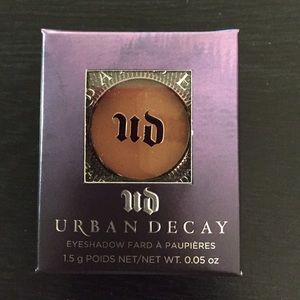 ud
ud
URBAN DECAY
EYESHADOW FARD À PAUPIÈRES
1.5 g POIDS NET/NET WT. 0.05 oz